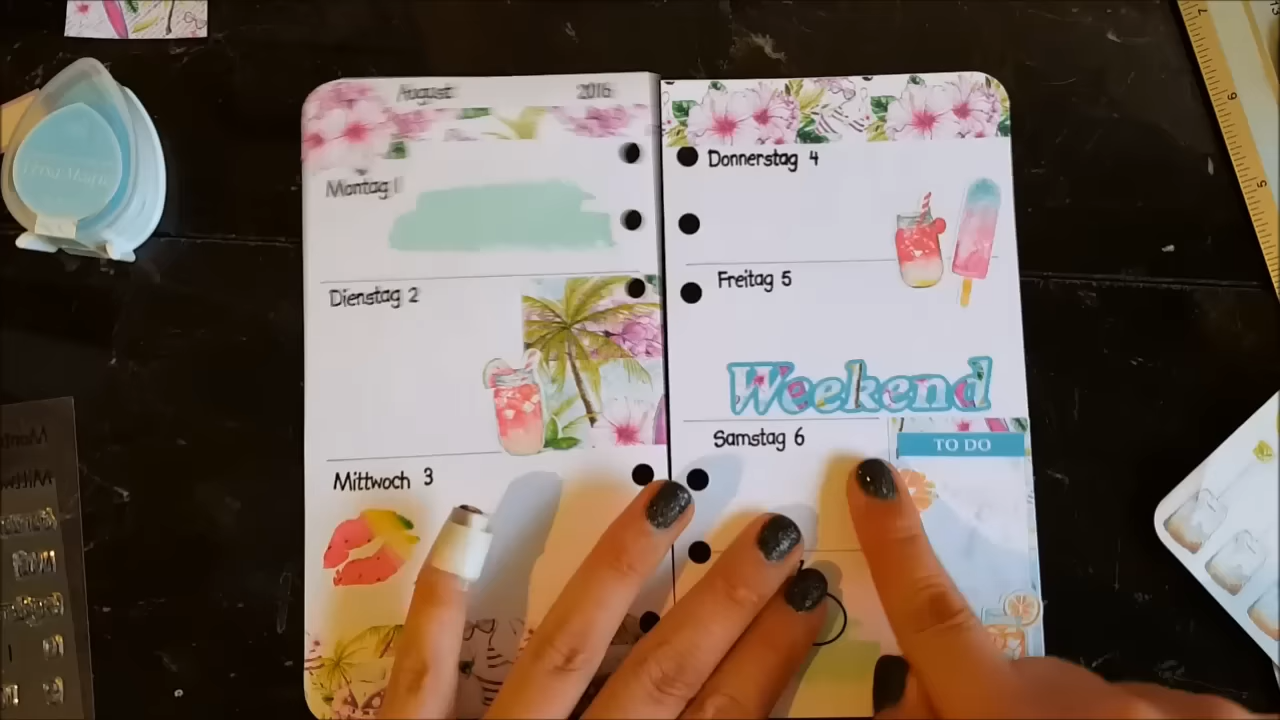 August 2016
Montag 1
Dienstag 2
Mittwoch 3
Donnerstag 4
Freitag 5
Weekend
Samstag 6
TO DO